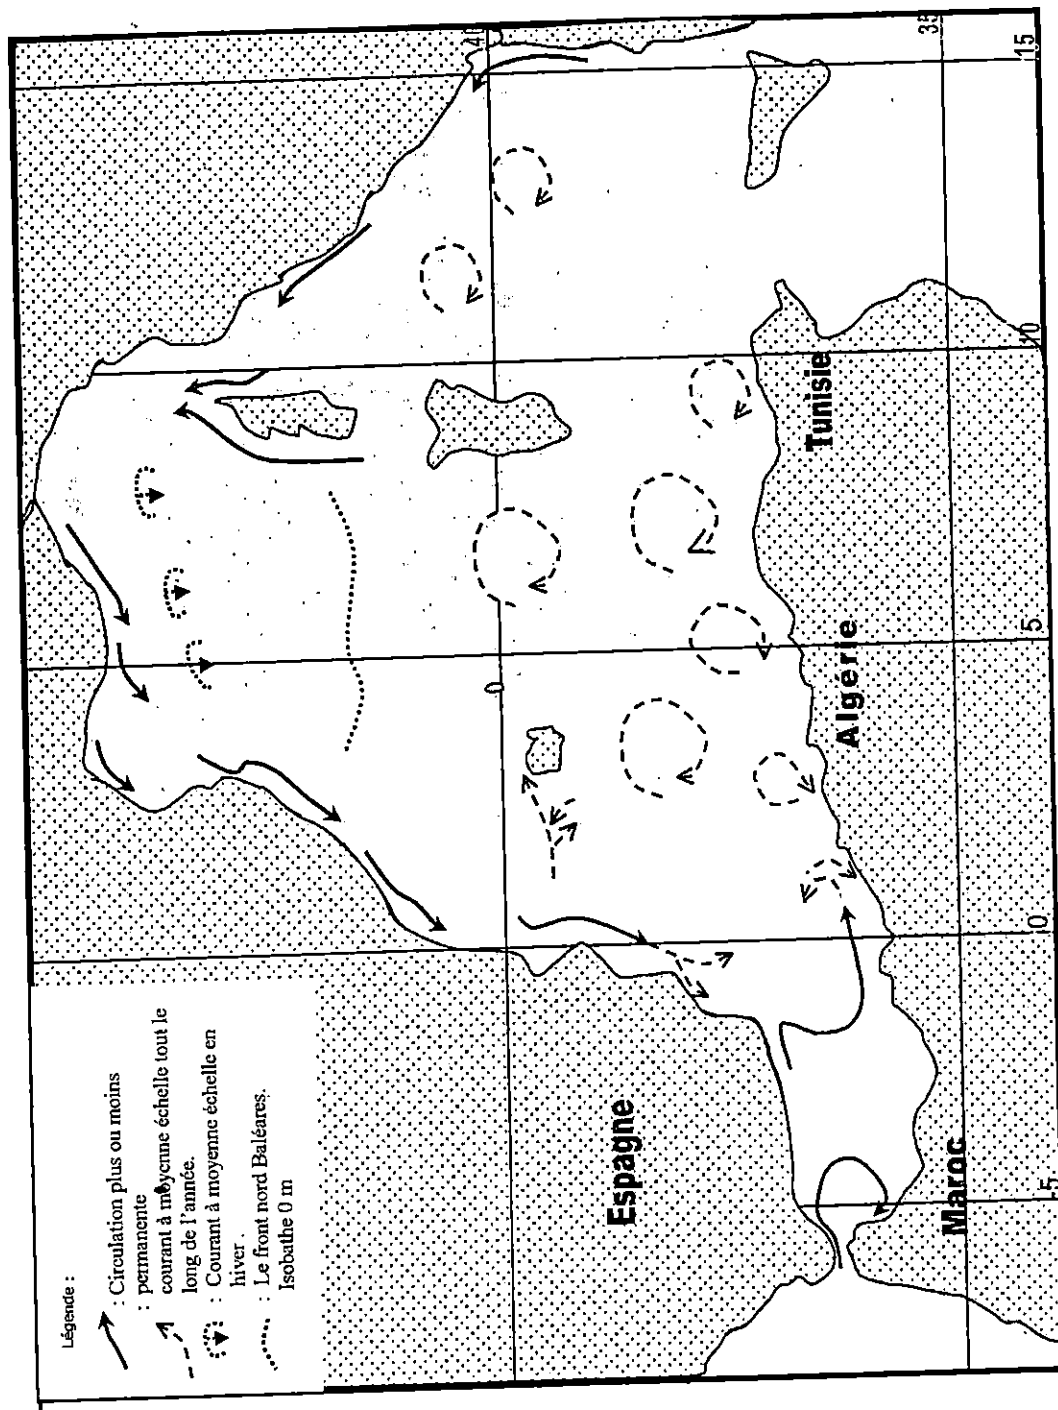 Légende :
: Circulation plus ou moins
: permanente
courant à moyenne échelle tout le
long de l'année.
: Courant à moyenne échelle en
hiver
: Le front nord Baléares.
Isobathe 0 m
40
35
15
10
5
0
0
-5
Espagne
Maroc
Algérie
Tunisie